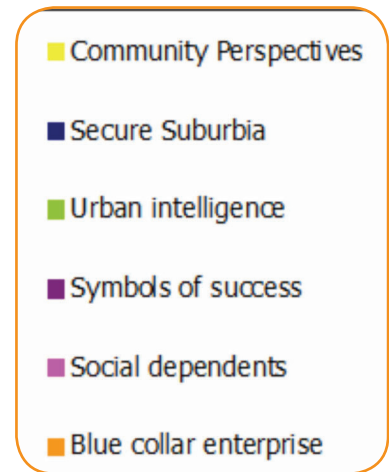 Community Perspectives
Secure Suburbia
Urban intelligence
Symbols of success
Social dependents
Blue collar enterprise